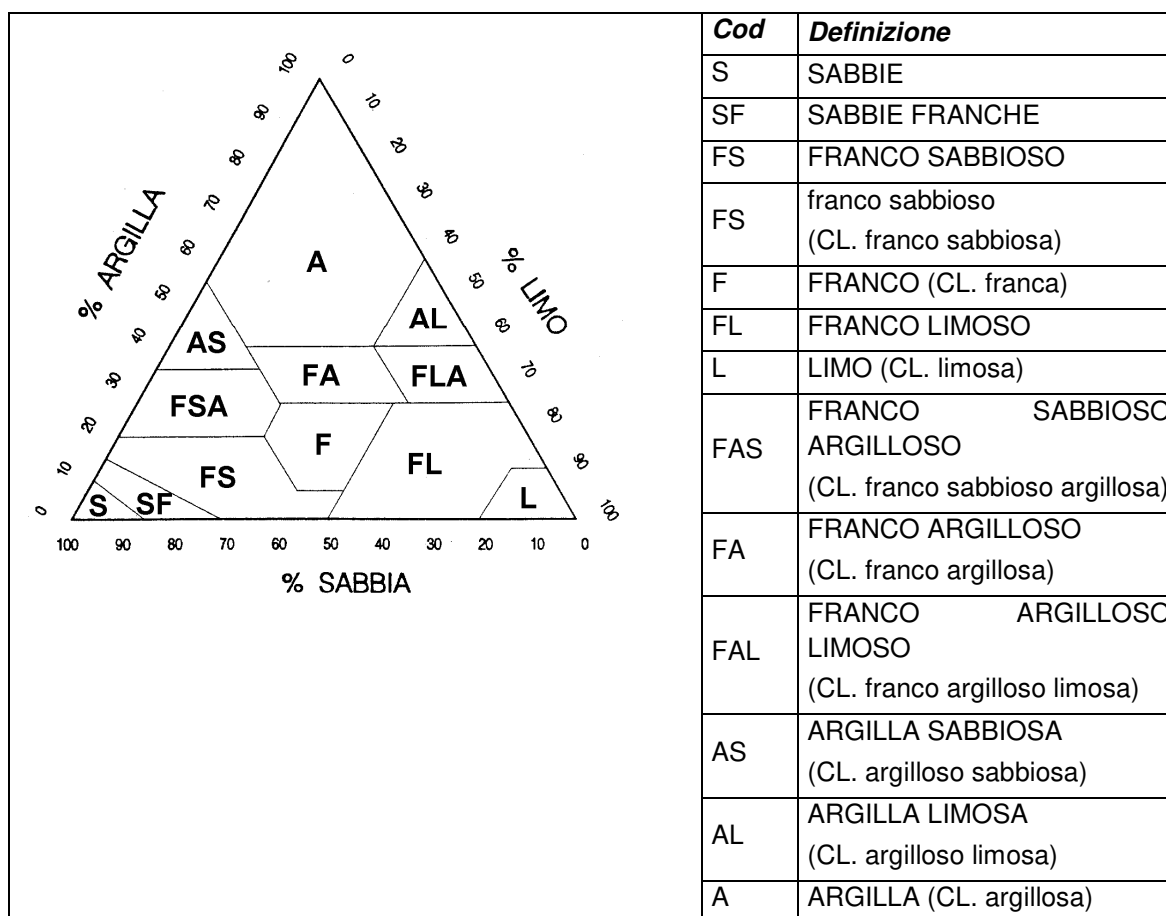 100
90
80
70
60
50
40
30
20
10
0
% ARGILLA
0
10
20
30
40
50
60
70
80
90
100
% LIMO
A
AS
AL
FA
FLA
FSA
F
FS
FL
S
SF
L
100 90 80 70 60 50 40 30 20 10 0
% SABBIA
Cod Definizione
S SABBIE
SF SABBIE FRANCHE
FS FRANCO SABBIOSO
FS franco sabbioso
(CL. franco sabbiosa)
F FRANCO (CL. franca)
FL FRANCO LIMOSO
L LIMO (CL. limosa)
FAS FRANCO SABBIOSO
ARGILLOSO
(CL. franco sabbioso argillosa)
FA FRANCO ARGILLOSO
(CL. franco argillosa)
FAL FRANCO ARGILLOSO
LIMOSO
(CL. franco argilloso limosa)
AS ARGILLA SABBIOSA
(CL. argilloso sabbiosa)
AL ARGILLA LIMOSA
(CL. argilloso limosa)
A ARGILLA (CL. argillosa)